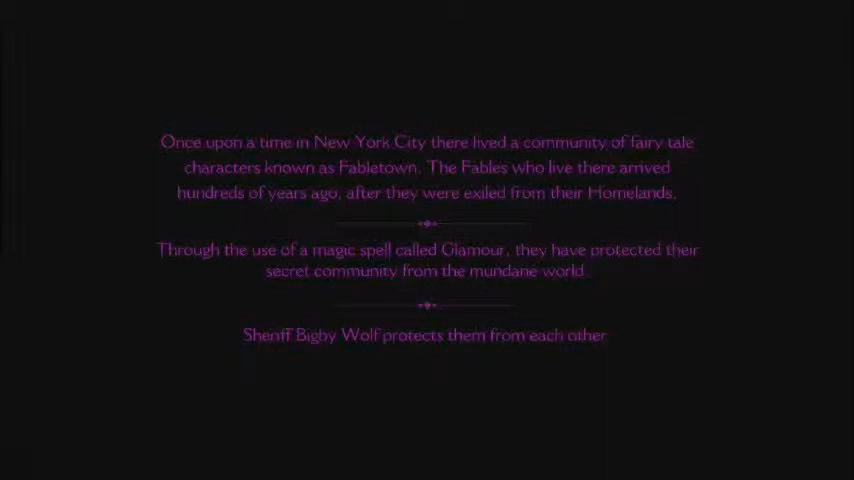 Once upon a time in New York City there lived a community of fairy tale
characters known as Fabletown. The Fables who live there arrived
hundreds of years ago, after they were exiled from their Homelands.
Through the use of a magic spell called Glamour, they have protected their
secret community from the mundane world.
Sheriff Bigby Wolf protects them from each other